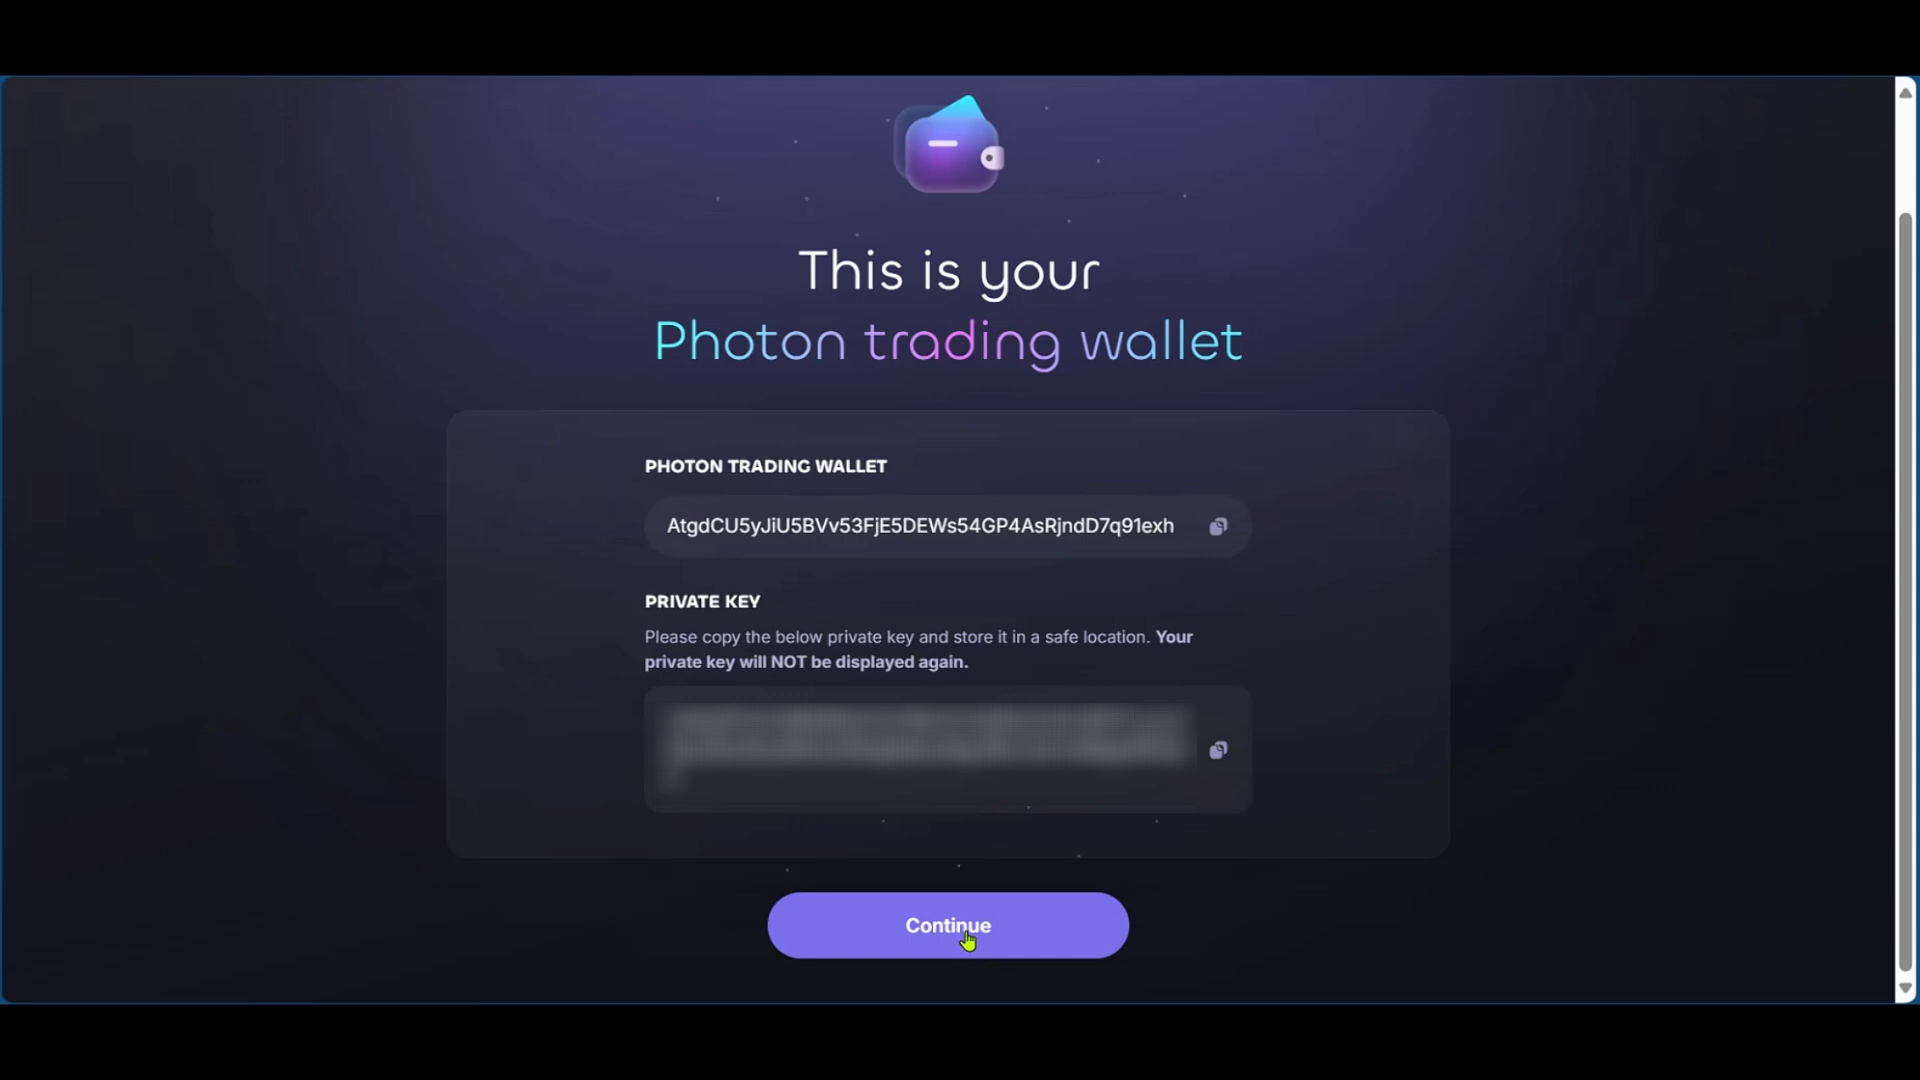 This is your
Photon trading wallet
PHOTON TRADING WALLET
AtgdCU5yJiU5BVv53FjE5DEWs54GP4AsRjndD7q91exh
PRIVATE KEY
Please copy the below private key and store it in a safe location. Your
private key will NOT be displayed again.
Continue